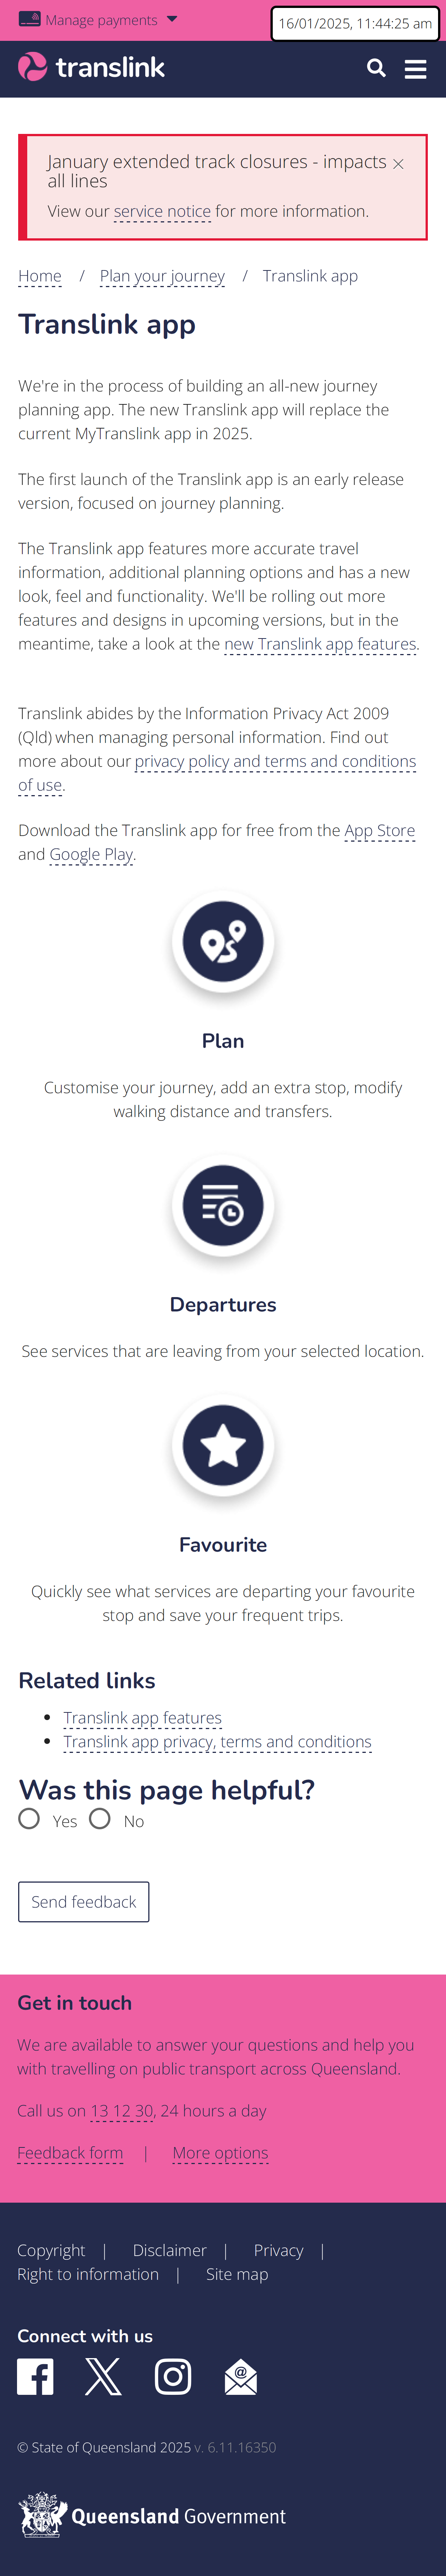 Manage payments
16/01/2025, 11:44:25 am
translink
January extended track closures - impacts
all lines
View our service notice for more information.
Home / Plan your journey / Translink app
Translink app
We're in the process of building an all-new journey
planning app. The new Translink app will replace the
current MyTranslink app in 2025.
The first launch of the Translink app is an early release
version, focused on journey planning.
The Translink app features more accurate travel
information, additional planning options and has a new
look, feel and functionality. We'll be rolling out more
features and designs in upcoming versions, but in the
meantime, take a look at the new Translink app features.
Translink abides by the Information Privacy Act 2009
(Qld) when managing personal information. Find out
more about our privacy policy and terms and conditions
of use.
Download the Translink app for free from the App Store
and Google Play.
Plan
Customise your journey, add an extra stop, modify
walking distance and transfers.
Departures
See services that are leaving from your selected location.
Favourite
Quickly see what services are departing your favourite
stop and save your frequent trips.
Related links
• Translink app features
• Translink app privacy, terms and conditions
Was this page helpful?
Yes No
Send feedback
Get in touch
We are available to answer your questions and help you
with travelling on public transport across Queensland.
Call us on 13 12 30, 24 hours a day
Feedback form | More options
Copyright | Disclaimer | Privacy |
Right to information | Site map
Connect with us
© State of Queensland 2025 v. 6.11.16350
Queensland Government